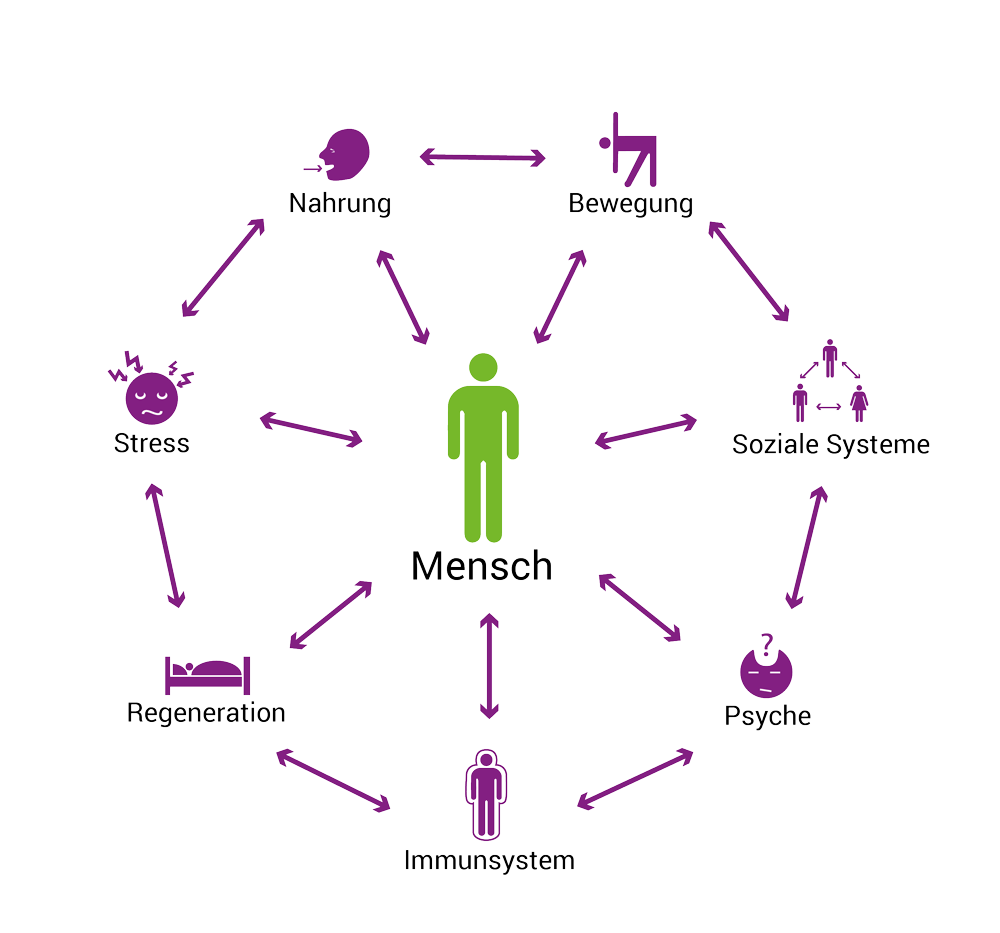 Nahrung
Bewegung
Stress
Soziale Systeme
Mensch
?
Regeneration
Psyche
Immunsystem